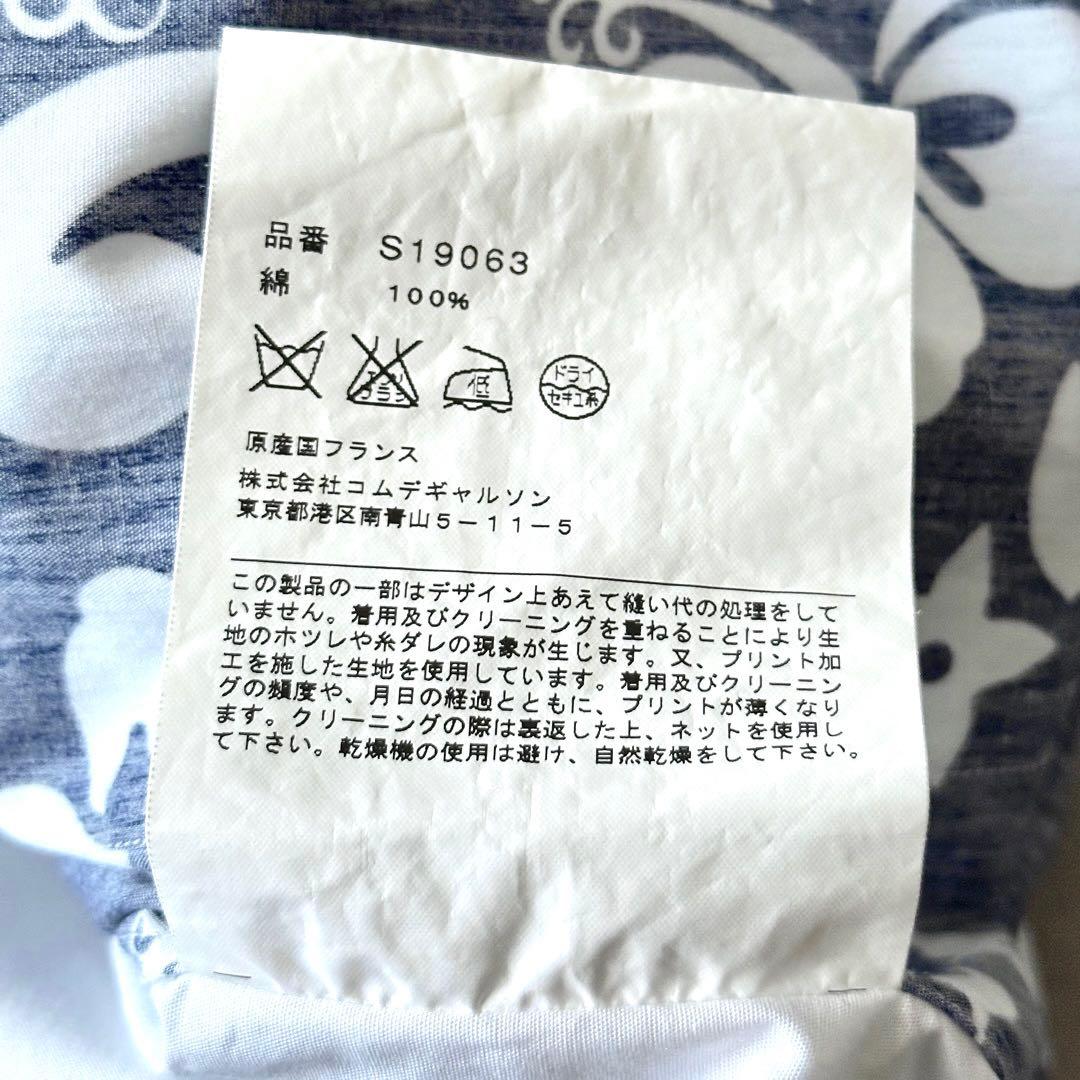 品番 S19063
綿 100%
エンソ
サラシ
低
ドライ
セキユ系
原産国フランス
株式会社コムデギャルソン
東京都港区南青山5-11-5
この製品の一部はデザイン上あえて縫い代の処理をして
いません。着用及びクリーニングを重ねることにより生
地のホツレや糸ダレの現象が生じます。又、プリント加
工を施した生地を使用しています。着用及びクリーニン
グの頻度や、月日の経過とともに、プリントが薄くなり
ます。クリーニングの際は裏返した上、ネットを使用し
て下さい。乾燥機の使用は避け、自然乾燥をして下さい。